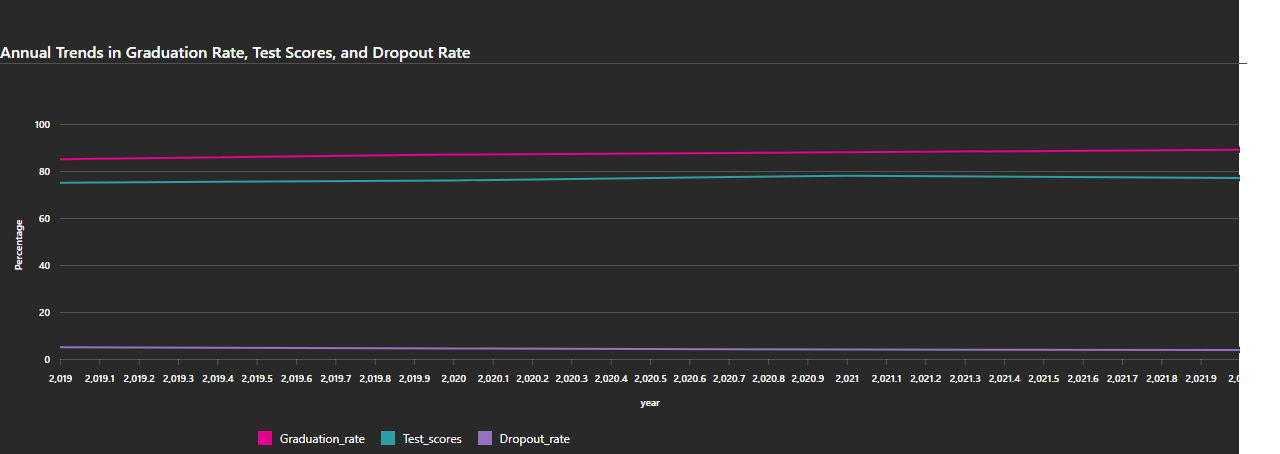 Annual Trends in Graduation Rate, Test Scores, and Dropout Rate
100
80
60
40
20
0
Percentage
2,019 2,019.1 2,019.2 2,019.3 2,019.4 2,019.5 2,019.6 2,019.7 2,019.8 2,019.9 2,020 2,020.1 2,020.2 2,020.3 2,020.4 2,020.5 2,020.6 2,020.7 2,020.8 2,020.9 2,021 2,021.1 2,021.2 2,021.3 2,021.4 2,021.5 2,021.6 2,021.7 2,021.8 2,021.9
year
Graduation_rate Test_scores Dropout_rate